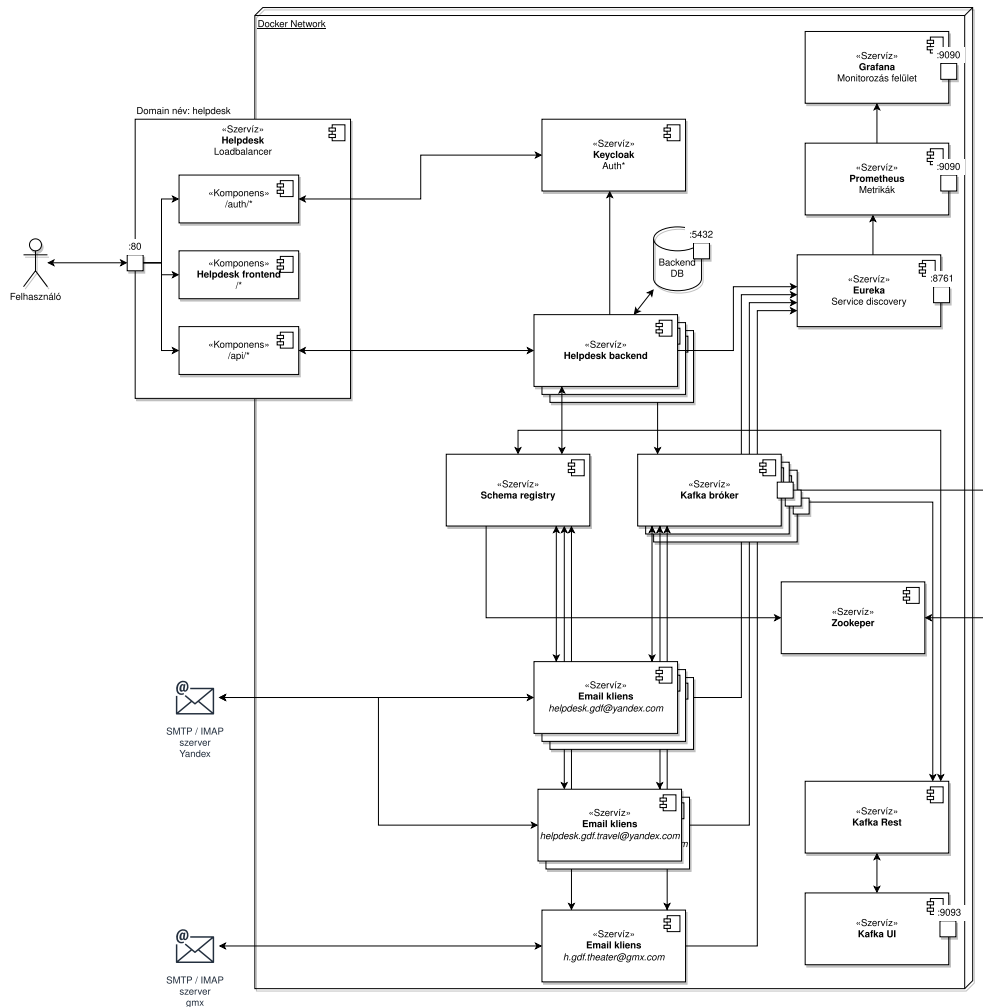 Docker Network
«Szervíz»
Grafana
Monitorozás felület
:9090
Domain név: helpdesk
«Szervíz»
Helpdesk
Loadbalancer
«Szervíz»
Keycloak
Auth*
«Szervíz»
Prometheus
Metrikák
:9090
«Komponens»
/auth/*
:80
Felhasználó
«Komponens»
Helpdesk frontend
/*
:5432
Backend
DB
«Szervíz»
Eureka
Service discovery
:8761
«Komponens»
/api/*
«Szervíz»
Helpdesk backend
«Szervíz»
Schema registry
«Szervíz»
Kafka bróker
«Szervíz»
Zookeper
«Szervíz»
Email kliens
helpdesk.gdf@yandex.com
SMTP / IMAP
szerver
Yandex
«Szervíz»
Email kliens
helpdesk.gdf.travel@yandex.com
m
«Szervíz»
Kafka Rest
«Szervíz»
Kafka UI
:9093
«Szervíz»
Email kliens
h.gdf.theater@gmx.com
SMTP / IMAP
szerver
gmx